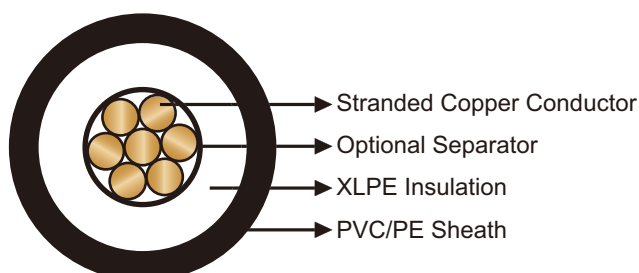 Stranded Copper Conductor
Optional Separator
XLPE Insulation
PVC/PE Sheath